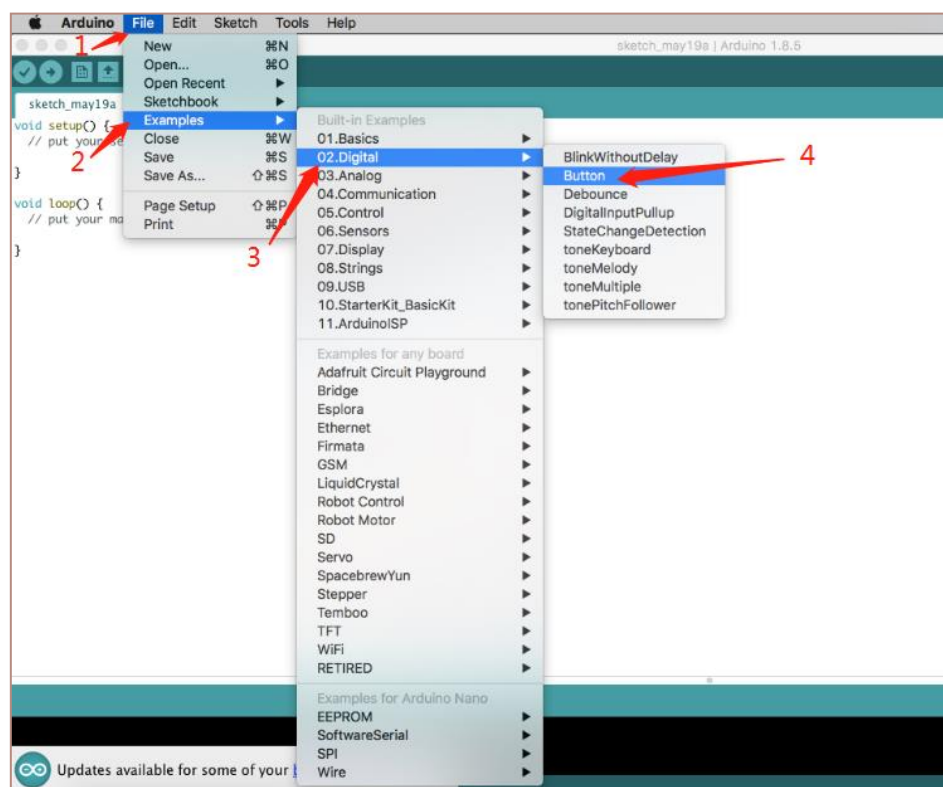 Arduino File Edit Sketch Tools Help
sketch_may19a | Arduino 1.8.5
1
New ⌘N
Open... ⌘O
Open Recent ▶
Sketchbook ▶
Examples ▶
Close ⌘W
Save ⌘S
Save As... ⇧⌘S
Page Setup ⇧⌘P
Print
2
sketch_may19a
void setup() {
// put your se
}
void loop() {
// put your ma
}
3
Built-in Examples
01.Basics ▶
02.Digital ▶
03.Analog ▶
04.Communication ▶
05.Control ▶
06.Sensors ▶
07.Display ▶
08.Strings ▶
09.USB ▶
10.StarterKit_BasicKit ▶
11.ArduinoISP ▶
Examples for any board
Adafruit Circuit Playground ▶
Bridge ▶
Esplora ▶
Ethernet ▶
Firmata ▶
GSM ▶
LiquidCrystal ▶
Robot Control ▶
Robot Motor ▶
SD ▶
Servo ▶
SpacebrewYun ▶
Stepper ▶
Temboo ▶
TFT ▶
WiFi ▶
RETIRED ▶
Examples for Arduino Nano
EEPROM ▶
SoftwareSerial ▶
SPI ▶
Wire ▶
BlinkWithoutDelay
Button
Debounce
DigitalInputPullup
StateChangeDetection
toneKeyboard
toneMelody
toneMultiple
tonePitchFollower
4
Updates available for some of your